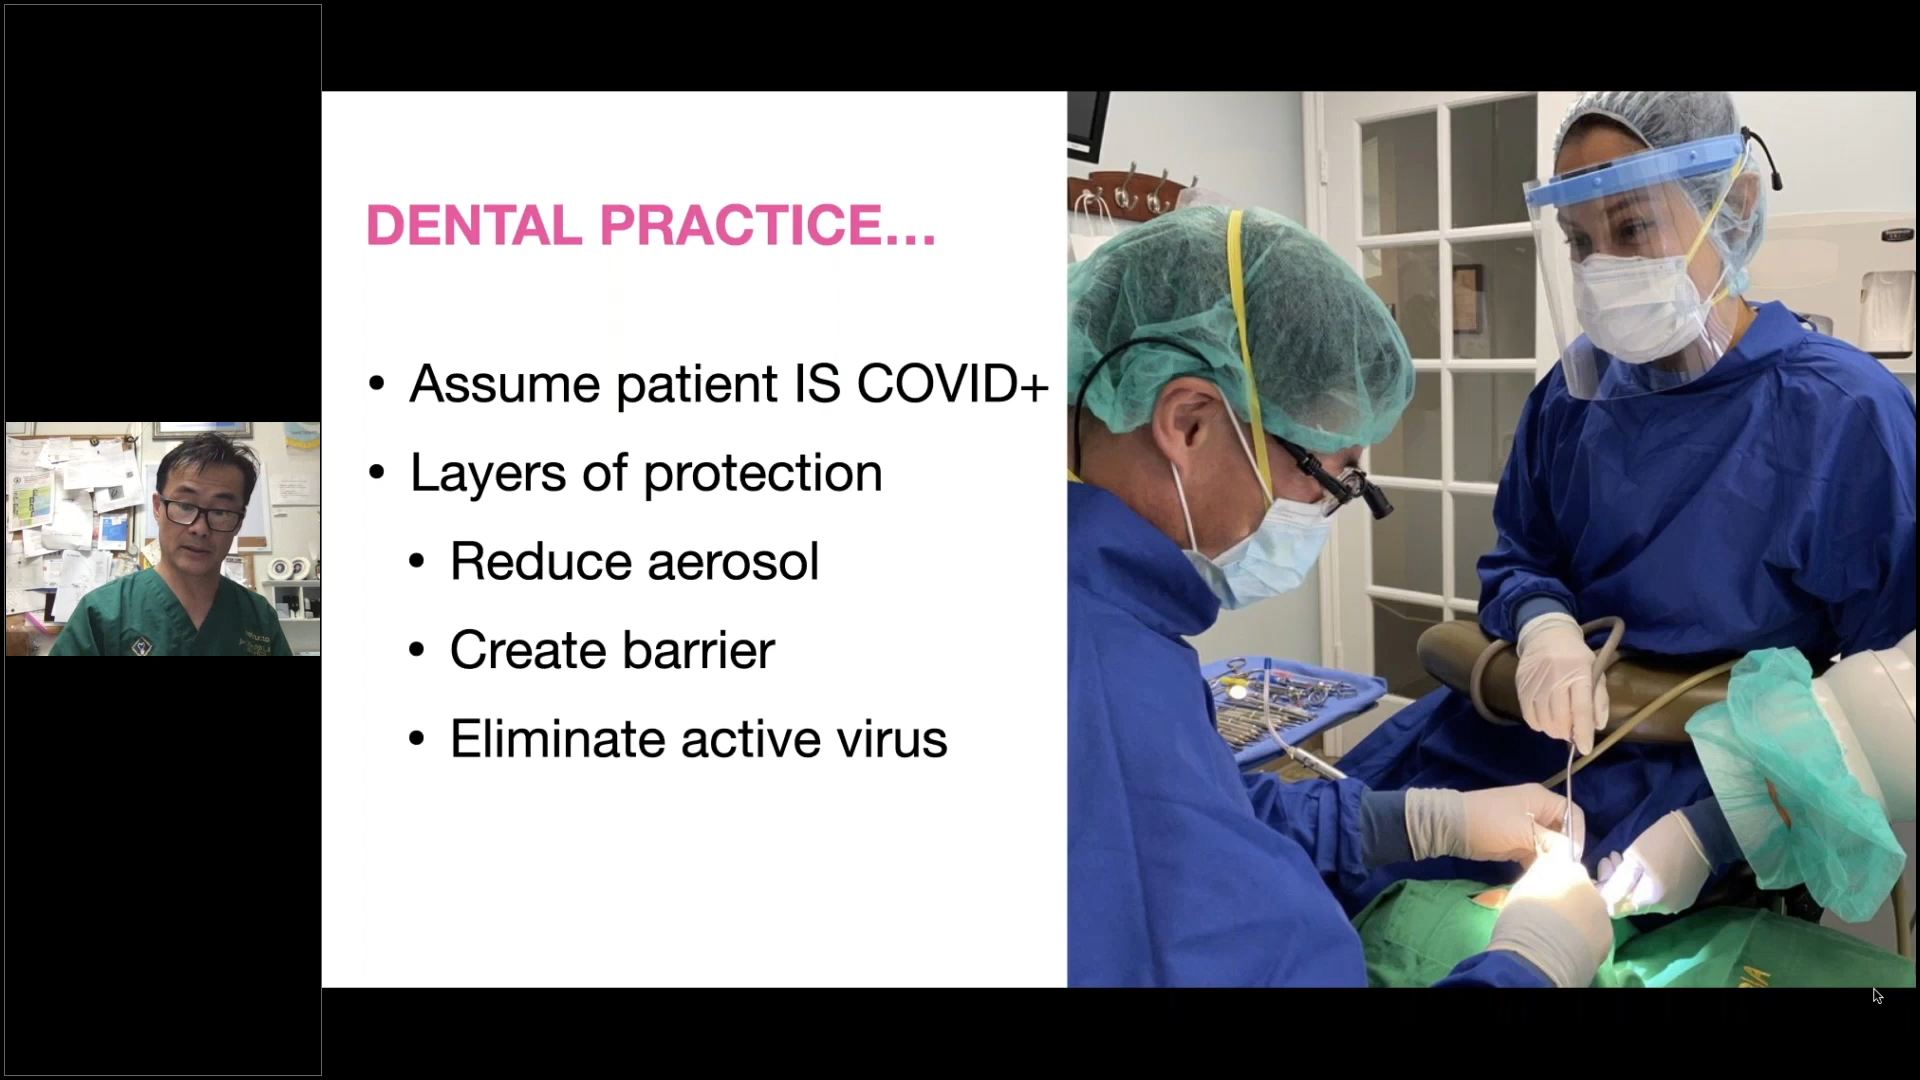 DENTAL PRACTICE...
• Assume patient IS COVID+
• Layers of protection
• Reduce aerosol
• Create barrier
• Eliminate active virus